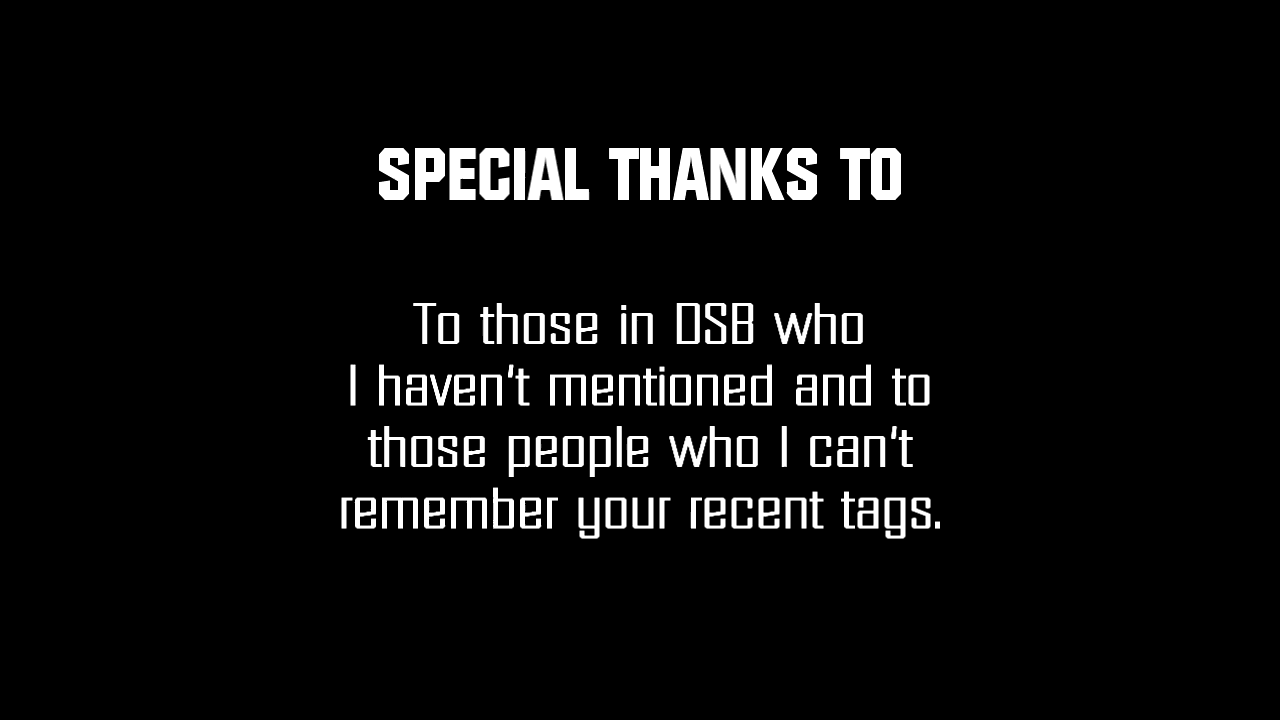 SPECIAL THANKS TO
To those in DSB who
I haven't mentioned and to
those people who I can't
remember your recent tags.